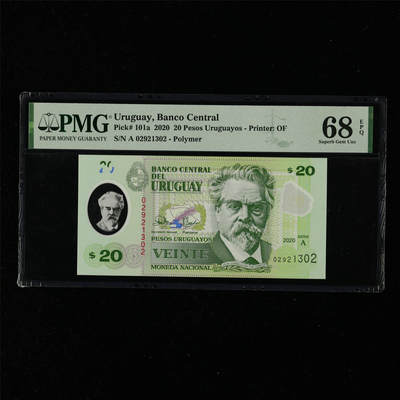 PMG
PAPER MONEY GUARANTY
Uruguay, Banco Central
Pick# 101a 2020 20 Pesos Uruguayos - Printer: OF
S/N A 02921302 - Polymer
68 EPQ
Superb Gem Unc
BANCO CENTRAL
DEL
URUGUAY
$ 20
02921302
PESOS URUGUAYOS
VEINTE
MONEDA NACIONAL
$ 20
2020
SERIE
A
02921302